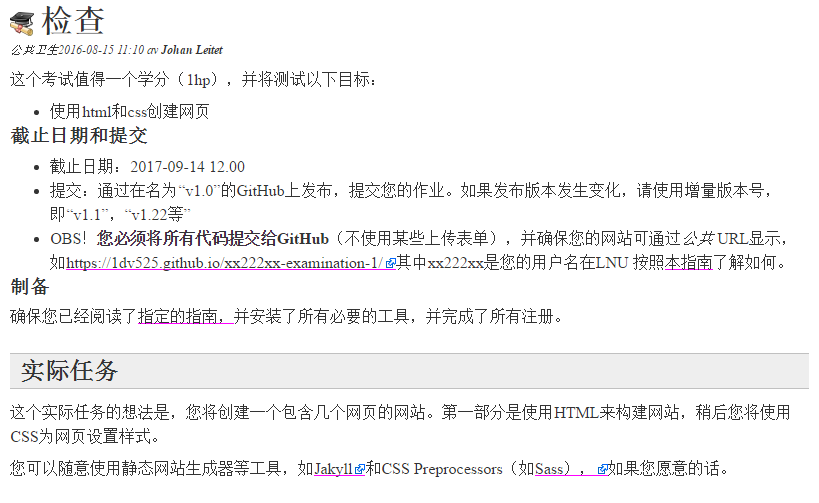 检查
公共卫生2016-08-15 11:10 av Johan Leitet
这个考试值得一个学分（1hp），并将测试以下目标：
• 使用html和css创建网页
截止日期和提交
• 截止日期：2017-09-14 12.00
• 提交：通过在名为“v1.0”的GitHub上发布，提交您的作业。如果发布版本发生变化，请使用增量版本号，
即“v1.1”，“v1.22等”
• OBS！您必须将所有代码提交给GitHub（不使用某些上传表单），并确保您的网站可通过公共URL显示，
如https://1dv525.github.io/xx222xx-examination-1/其中xx222xx是您的用户名在LNU 按照本指南了解如何。
制备
确保您已经阅读了指定的指南，并安装了所有必要的工具，并完成了所有注册。
实际任务
这个实际任务的想法是，您将创建一个包含几个网页的网站。第一部分是使用HTML来构建网站，稍后您将使用
CSS为网页设置样式。
您可以随意使用静态网站生成器等工具，如Jakyll和CSS Preprocessors（如Sass），如果您愿意的话。